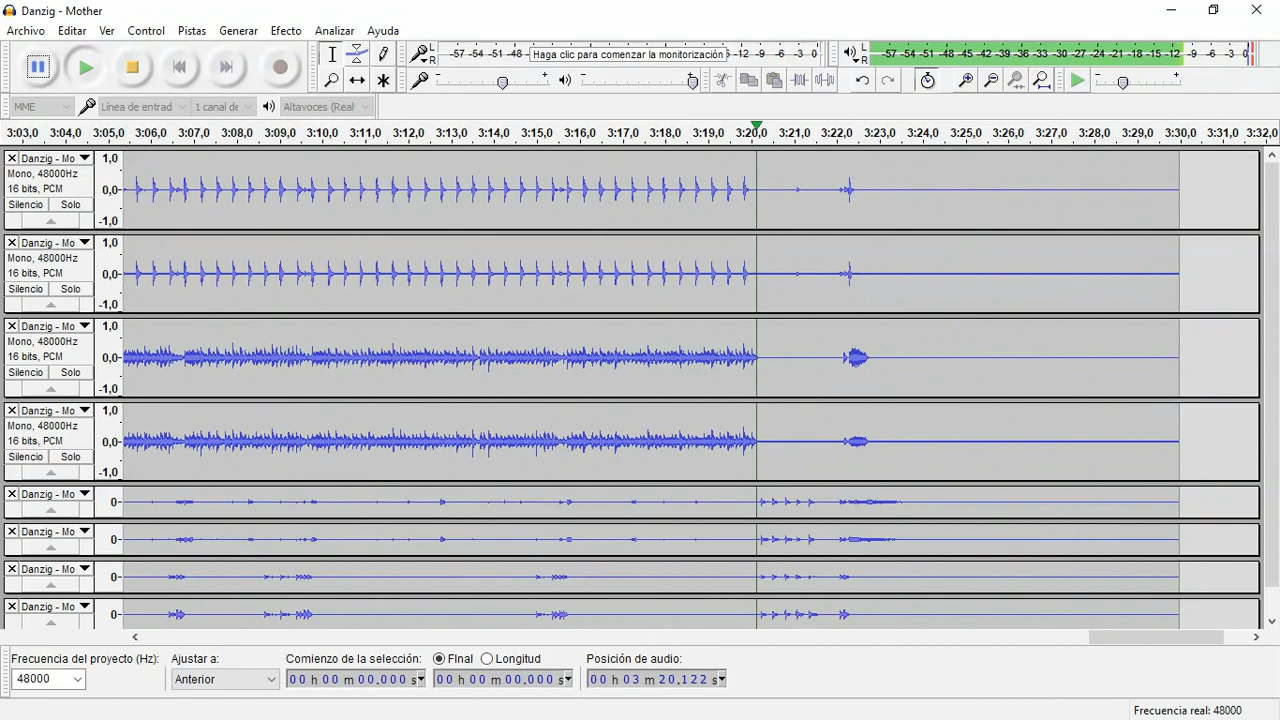 Danzig - Mother
Archivo Editar Ver Control Pistas Generar Efecto Analizar Ayuda
L R -57 -54 -51 -48 Haga clic para comenzar la monitorización -12 -9 -6 -3 0
L R -57 -54 -51 -48 -45 -42 -39 -36 -33 -30 -27 -24 -21 -18 -15 -12 -9 -6 -3 0
MME Línea de entrad 1 canal de Altavoces (Real
3:03,0 3:04,0 3:05,0 3:06,0 3:07,0 3:08,0 3:09,0 3:10,0 3:11,0 3:12,0 3:13,0 3:14,0 3:15,0 3:16,0 3:17,0 3:18,0 3:19,0 3:20,0 3:21,0 3:22,0 3:23,0 3:24,0 3:25,0 3:26,0 3:27,0 3:28,0 3:29,0 3:30,0 3:31,0 3:32,0
Danzig - Mo 1,0
Mono, 48000Hz
16 bits, PCM 0,0-
Silencio Solo
-1,0
Danzig - Mo 1,0
Mono, 48000Hz
16 bits, PCM 0,0-
Silencio Solo
-1,0
Danzig - Mo 1,0
Mono, 48000Hz
16 bits, PCM 0,0-
Silencio Solo
-1,0
Danzig - Mo 1,0
Mono, 48000Hz
16 bits, PCM 0,0-
Silencio Solo
-1,0
Danzig - Mo 0-
Danzig - Mo 0-
Danzig - Mo 0-
Danzig - Mo 0-
Frecuencia del proyecto (Hz): Ajustar a: Comienzo de la selección: FInal Longitud Posición de audio:
48000 Anterior 00 h 00 m 00.000 s 00 h 00 m 00.000 s 00 h 03 m 20.122 s
Frecuencia real: 48000